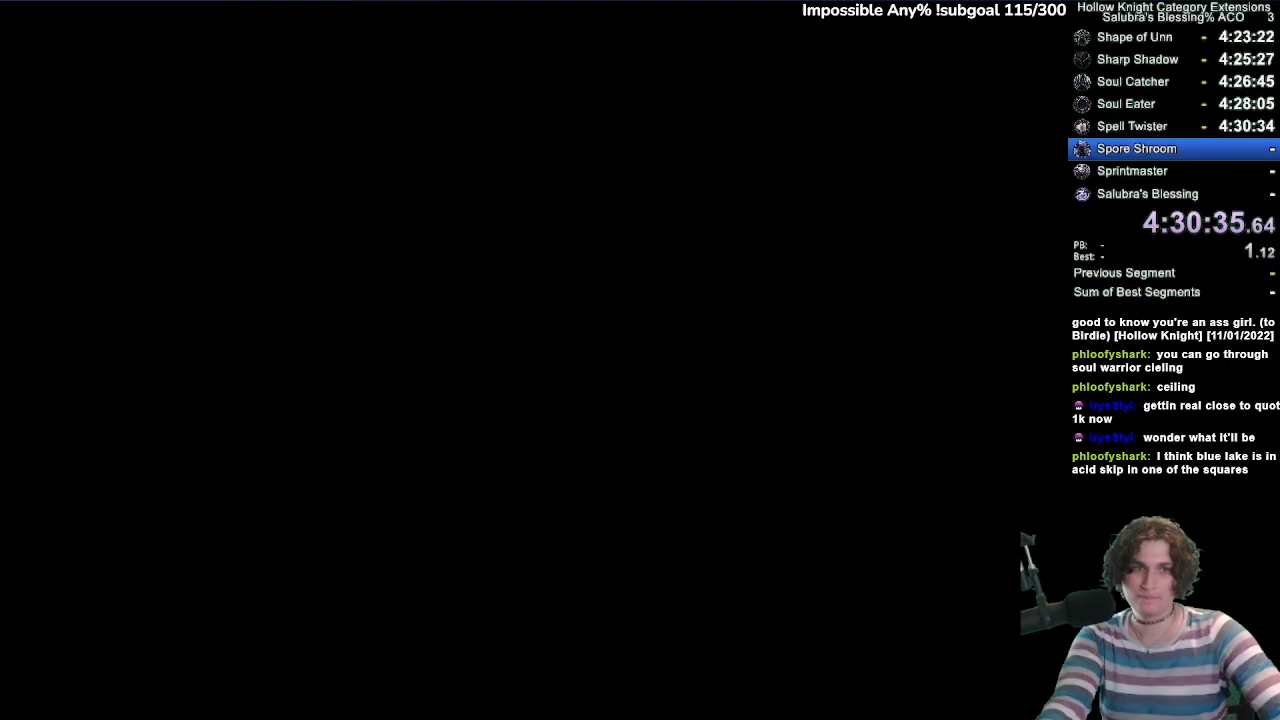 Impossible Any% !subgoal 115/300
Hollow Knight Category Extensions
Salubra's Blessing% ACO 3
Shape of Unn - 4:23:22
Sharp Shadow - 4:25:27
Soul Catcher - 4:26:45
Soul Eater - 4:28:05
Spell Twister - 4:30:34
Spore Shroom -
Sprintmaster -
Salubra's Blessing -
4:30:35.64
PB: -
Best: - 1.12
Previous Segment -
Sum of Best Segments -
good to know you're an ass girl. (to
Birdie) [Hollow Knight] [11/01/2022]
phloofyshark: you can go through
soul warrior cieling
phloofyshark: ceiling
gettin real close to quot
1k now
wonder what it'll be
phloofyshark: I think blue lake is in
acid skip in one of the squares